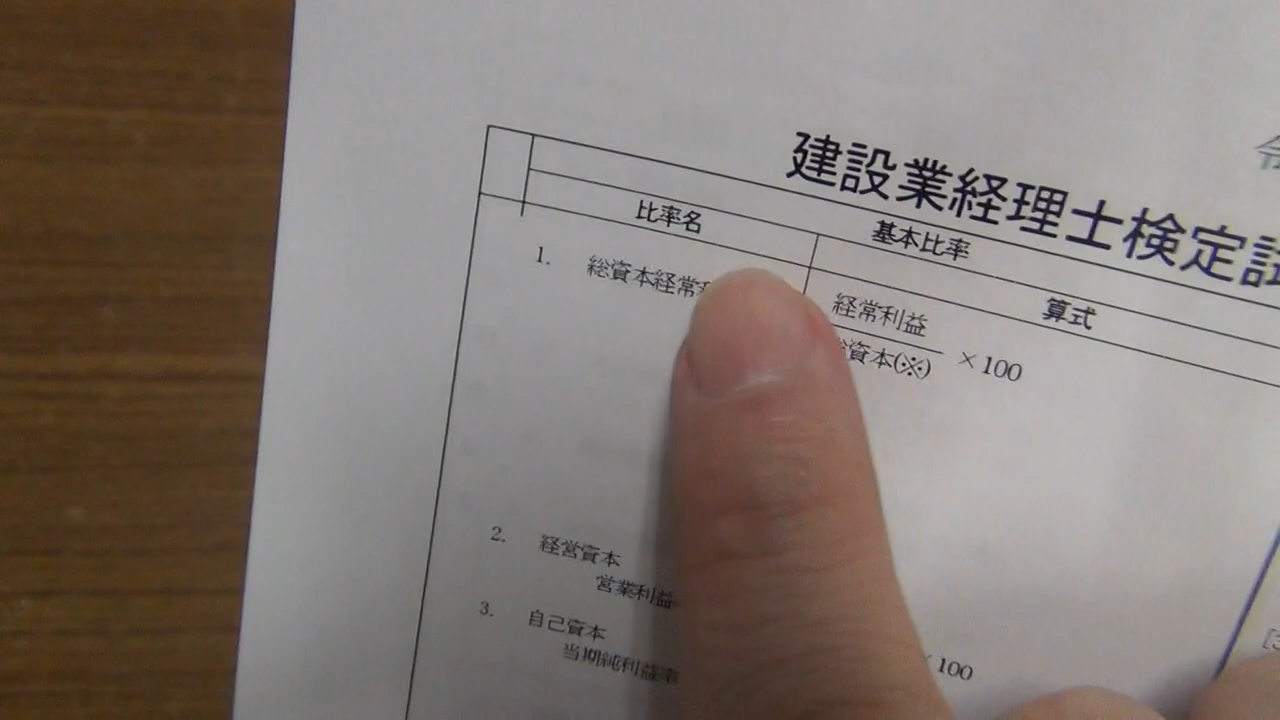 建設業経理士検定試
比率名
基本比率
算式
1. 総資本経常
経常利益
資本(※)
×100
2. 経営資本
営業利益
3. 自己資本
当期純利益率
×100